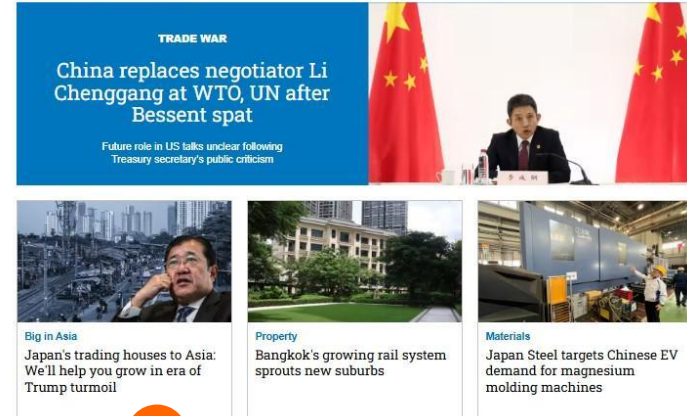 TRADE WAR
China replaces negotiator Li
Chenggang at WTO, UN after
Bessent spat
Future role in US talks unclear following
Treasury secretary's public criticism
李成钢
Big in Asia
Property
Materials
Japan's trading houses to Asia:
We'll help you grow in era of
Trump turmoil
Bangkok's growing rail system
sprouts new suburbs
Japan Steel targets Chinese EV
demand for magnesium
molding machines